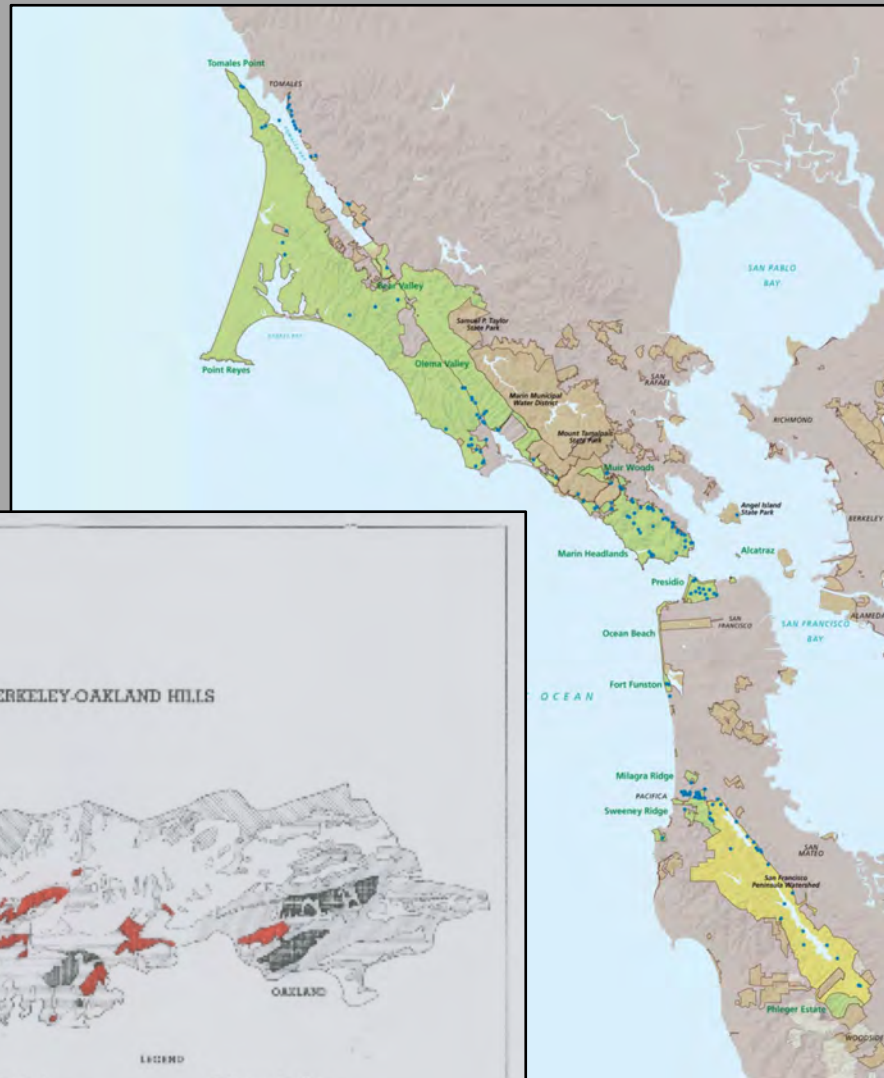 Tomales Point
TOMALES
TOMALES BAY
SAN PABLO
BAY
Bear Valley
Samuel P. Taylor
State Park
Point Reyes
Olema Valley
SAN
RAFAEL
Marin Municipal
Water District
RICHMOND
Mount Tamalpais
State Park
Muir Woods
Angel Island
State Park
BERKELEY
Marin Headlands
Alcatraz
Presidio
ALAMEDA
SAN
FRANCISCO
SAN FRANCISCO
BAY
Ocean Beach
Fort Funston
OCEAN
Milagra Ridge
PACIFICA
Sweeney Ridge
SAN
MATEO
San Francisco
Peninsula Watershed
Phleger Estate
WOODSIDE
ERKELEY-OAKLAND HILLS
OAKLAND
LEGEND